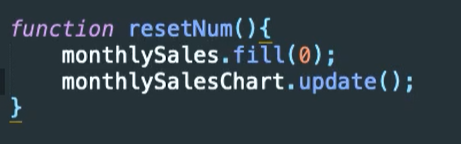 function resetNum(){
    monthlySales.fill(0);
    monthlySalesChart.update();
}